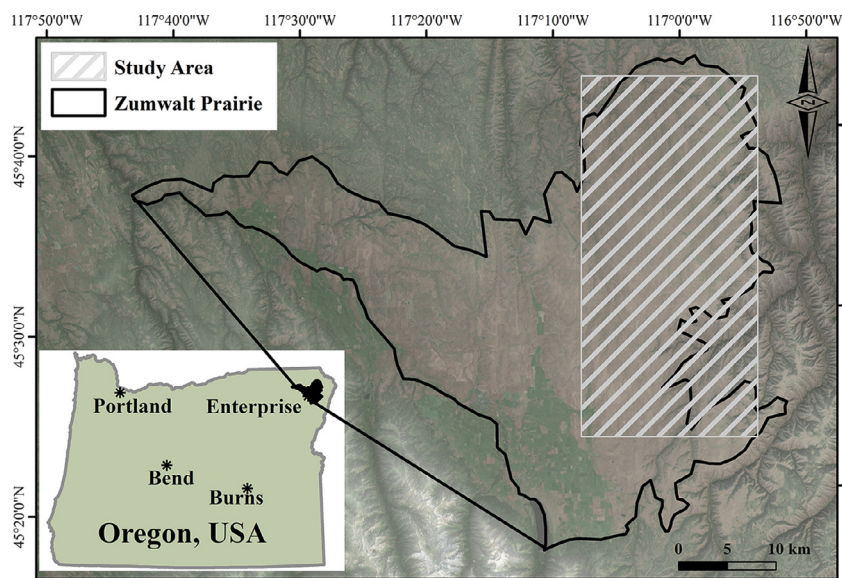 117°50'0"W 117°40'0"W 117°30'0"W 117°20'0"W 117°10'0"W 117°0'0"W 116°50'0"W
Study Area
Zumwalt Prairie
N
45°40'0"N
45°30'0"N
45°20'0"N
Portland
Enterprise
Bend
Burns
Oregon, USA
0 5 10 km